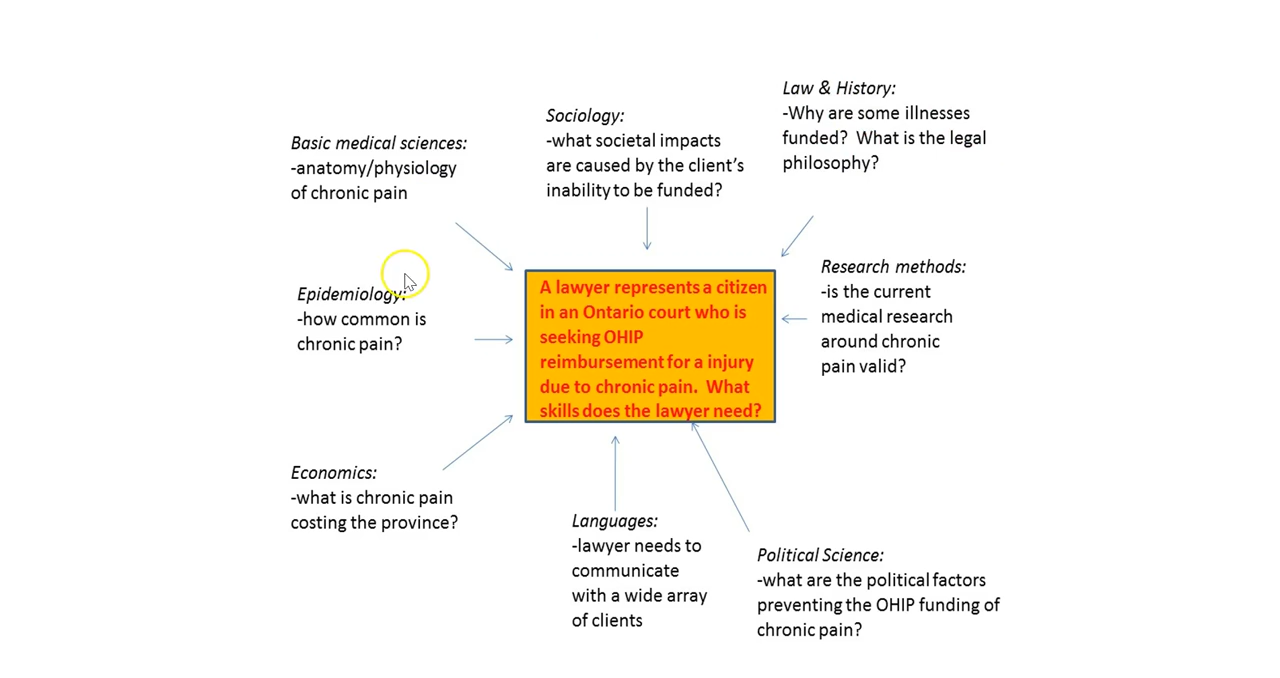 Law & History:
-Why are some illnesses
funded?  What is the legal
philosophy?
Sociology:
-what societal impacts
are caused by the client's
inability to be funded?
Basic medical sciences:
-anatomy/physiology
of chronic pain
Epidemiology:
-how common is
chronic pain?
A lawyer represents a citizen
in an Ontario court who is
seeking OHIP
reimbursement for a injury
due to chronic pain.  What
skills does the lawyer need?
Research methods:
-is the current
medical research
around chronic
pain valid?
Economics:
-what is chronic pain
costing the province?
Languages:
-lawyer needs to
communicate
with a wide array
of clients
Political Science:
-what are the political factors
preventing the OHIP funding of
chronic pain?